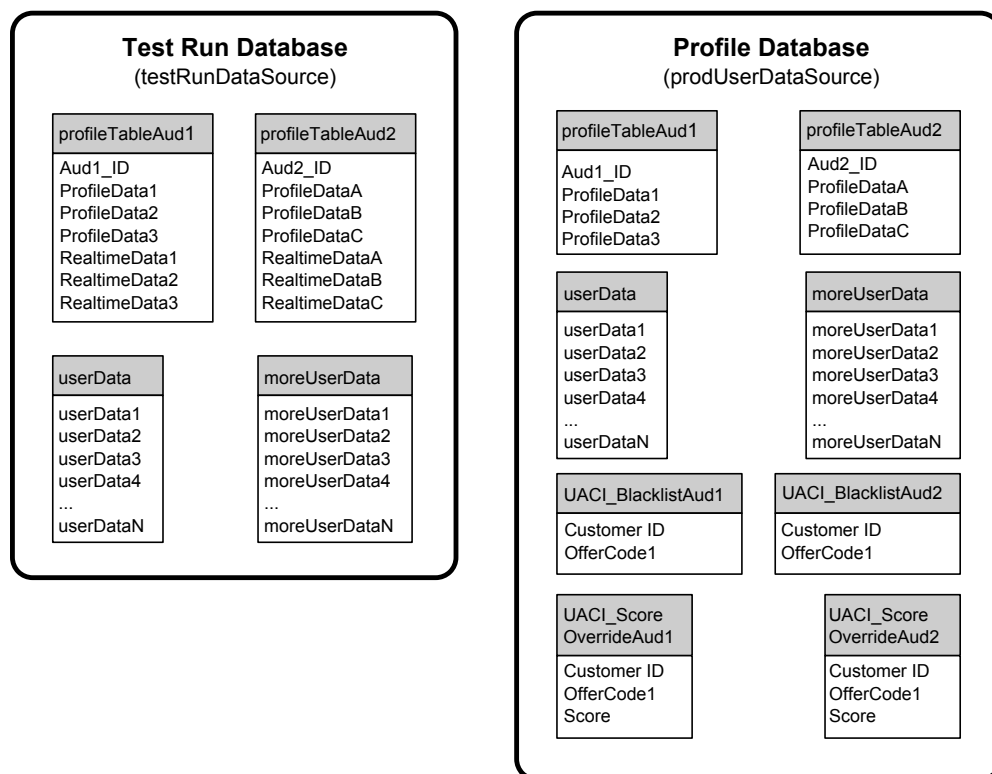 Test Run Database
(testRunDataSource)
profileTableAud1
Aud1_ID
ProfileData1
ProfileData2
ProfileData3
RealtimeData1
RealtimeData2
RealtimeData3
profileTableAud2
Aud2_ID
ProfileDataA
ProfileDataB
ProfileDataC
RealtimeDataA
RealtimeDataB
RealtimeDataC
userData
userData1
userData2
userData3
userData4
...
userDataN
moreUserData
moreUserData1
moreUserData2
moreUserData3
moreUserData4
...
moreUserDataN
Profile Database
(prodUserDataSource)
profileTableAud1
Aud1_ID
ProfileData1
ProfileData2
ProfileData3
profileTableAud2
Aud2_ID
ProfileDataA
ProfileDataB
ProfileDataC
userData
userData1
userData2
userData3
userData4
...
userDataN
moreUserData
moreUserData1
moreUserData2
moreUserData3
moreUserData4
...
moreUserDataN
UACI_BlacklistAud1
Customer ID
OfferCode1
UACI_BlacklistAud2
Customer ID
OfferCode1
UACI_Score
OverrideAud1
Customer ID
OfferCode1
Score
UACI_Score
OverrideAud2
Customer ID
OfferCode1
Score